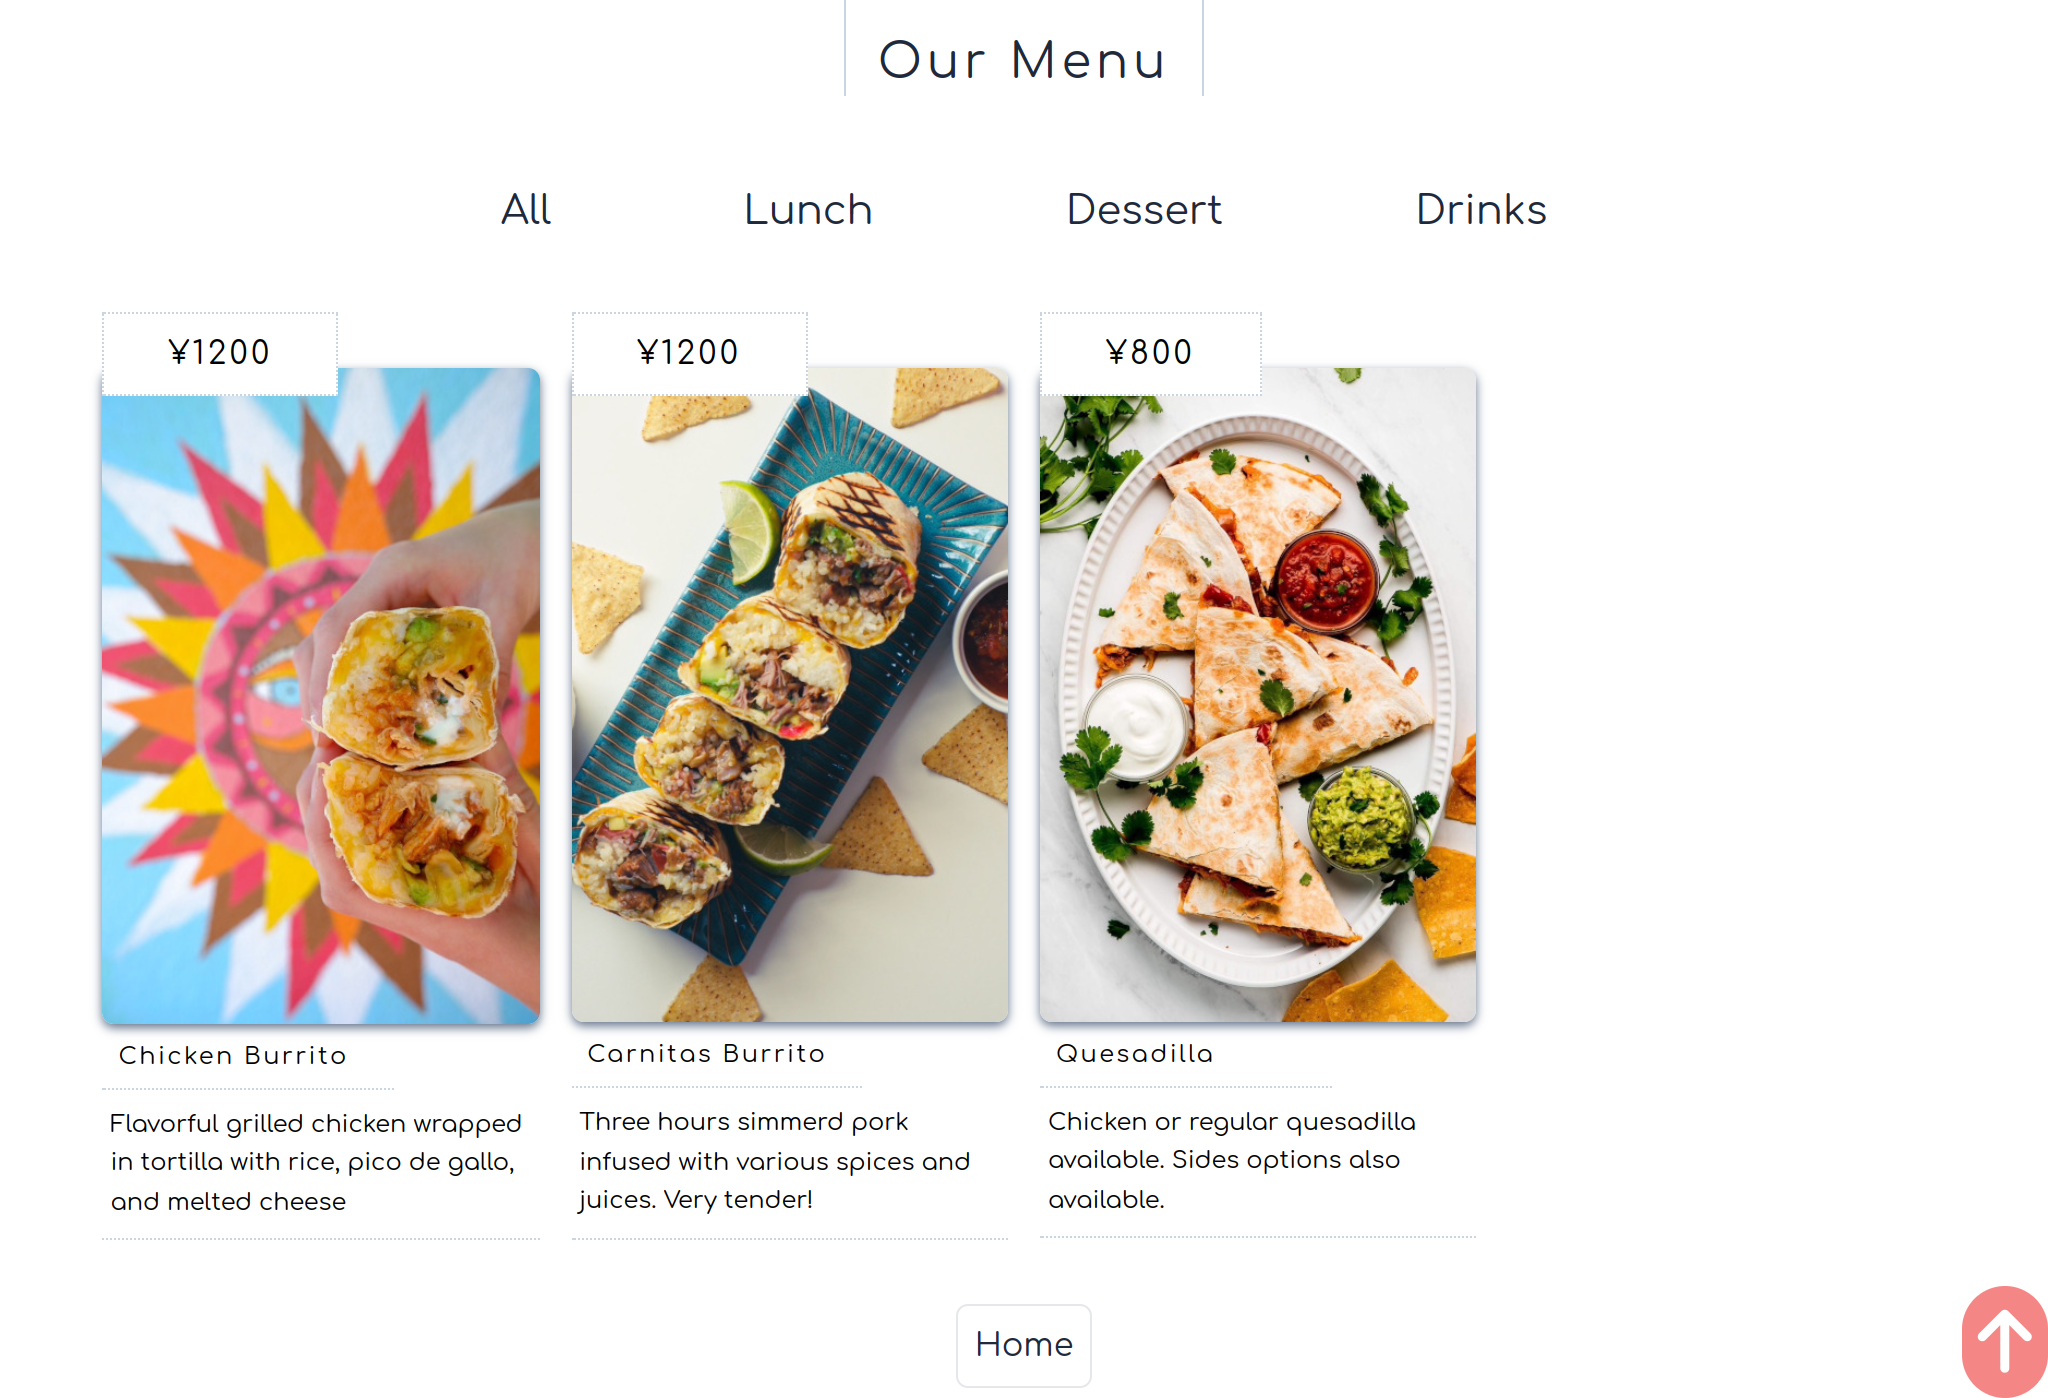 Our Menu
All Lunch Dessert Drinks
¥1200
Chicken Burrito
Flavorful grilled chicken wrapped
in tortilla with rice, pico de gallo,
and melted cheese
¥1200
Carnitas Burrito
Three hours simmerd pork
infused with various spices and
juices. Very tender!
¥800
Quesadilla
Chicken or regular quesadilla
available. Sides options also
available.
Home